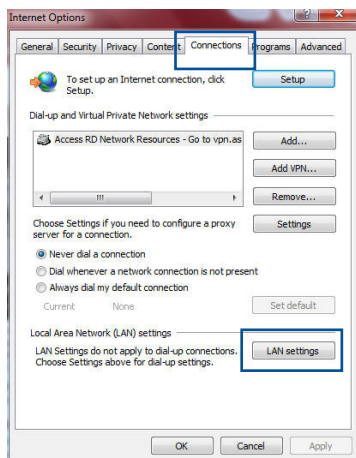 Internet Options
General Security Privacy Content Connections Programs Advanced
To set up an Internet connection, click
Setup.
Setup
Dial-up and Virtual Private Network settings
Access RD Network Resources - Go to vpn.as
Add...
Add VPN...
Remove...
Choose Settings if you need to configure a proxy
server for a connection.
Settings
Never dial a connection
Dial whenever a network connection is not present
Always dial my default connection
Current None
Set default
Local Area Network (LAN) settings
LAN Settings do not apply to dial-up connections.
Choose Settings above for dial-up settings.
LAN settings
OK Cancel Apply